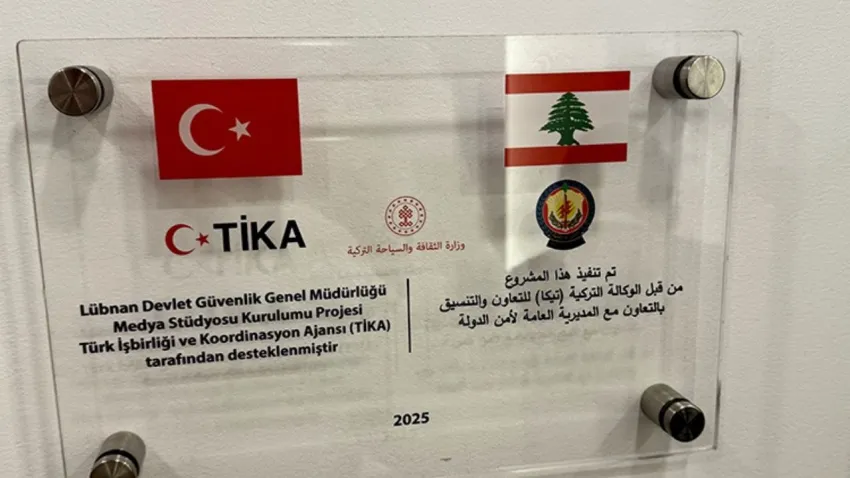 TİKA
وزارة الثقافة والسياحة التركية
Lübnan Devlet Güvenlik Genel Müdürlüğü
Medya Stüdyosu Kurulumu Projesi
Türk İşbirliği ve Koordinasyon Ajansı (TİKA)
tarafından desteklenmiştir
تم تنفيذ هذا المشروع
من قبل الوكالة التركية (تيكا) للتعاون والتنسيق
بالتعاون مع المديرية العامة لأمن الدولة
2025